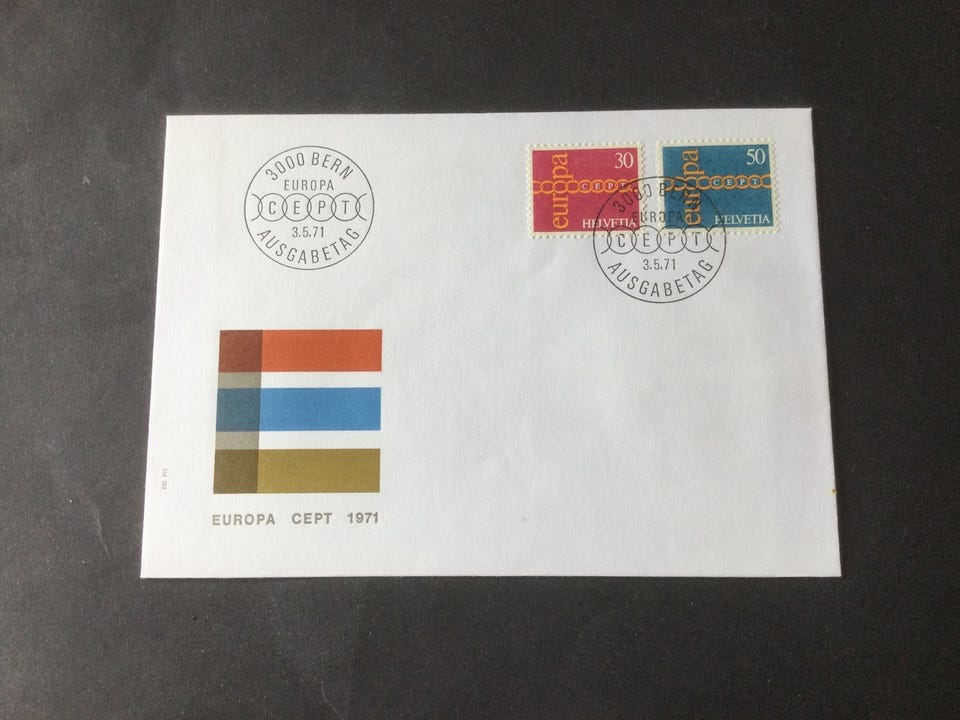 3000 BERN
EUROPA
CEPT
3.5.71
AUSGABETAG
europa
30
CEPT
HELVETIA
europa
50
CEPT
HELVETIA
3000 BERN
EUROPA
CEPT
3.5.71
AUSGABETAG
EUROPA CEPT 1971